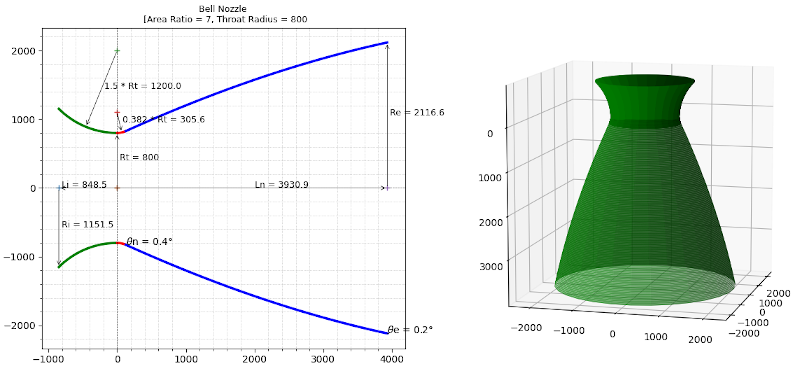 Bell Nozzle
[Area Ratio = 7, Throat Radius = 800
2000
1000
0
−1000
−2000
−1000
0
1000
2000
3000
4000
1.5 * Rt = 1200.0
0.382 * Rt = 305.6
Re = 2116.6
Rt = 800
Li = 848.5
Ln = 3930.9
Ri = 1151.5
θn = 0.4°
θe = 0.2°
0
1000
2000
3000
−2000
−1000
0
1000
2000
2000
1000
0
−1000
−2000